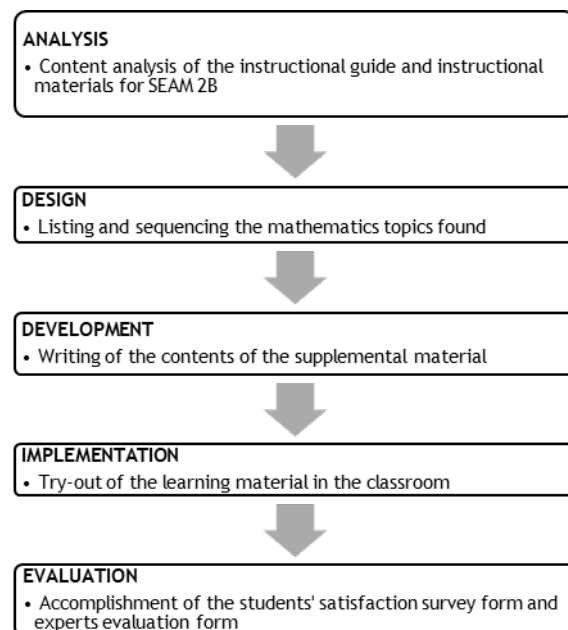 ANALYSIS
• Content analysis of the instructional guide and instructional
materials for SEAM 2B
DESIGN
• Listing and sequencing the mathematics topics found
DEVELOPMENT
• Writing of the contents of the supplemental material
IMPLEMENTATION
• Try-out of the learning material in the classroom
EVALUATION
• Accomplishment of the students' satisfaction survey form and
experts evaluation form